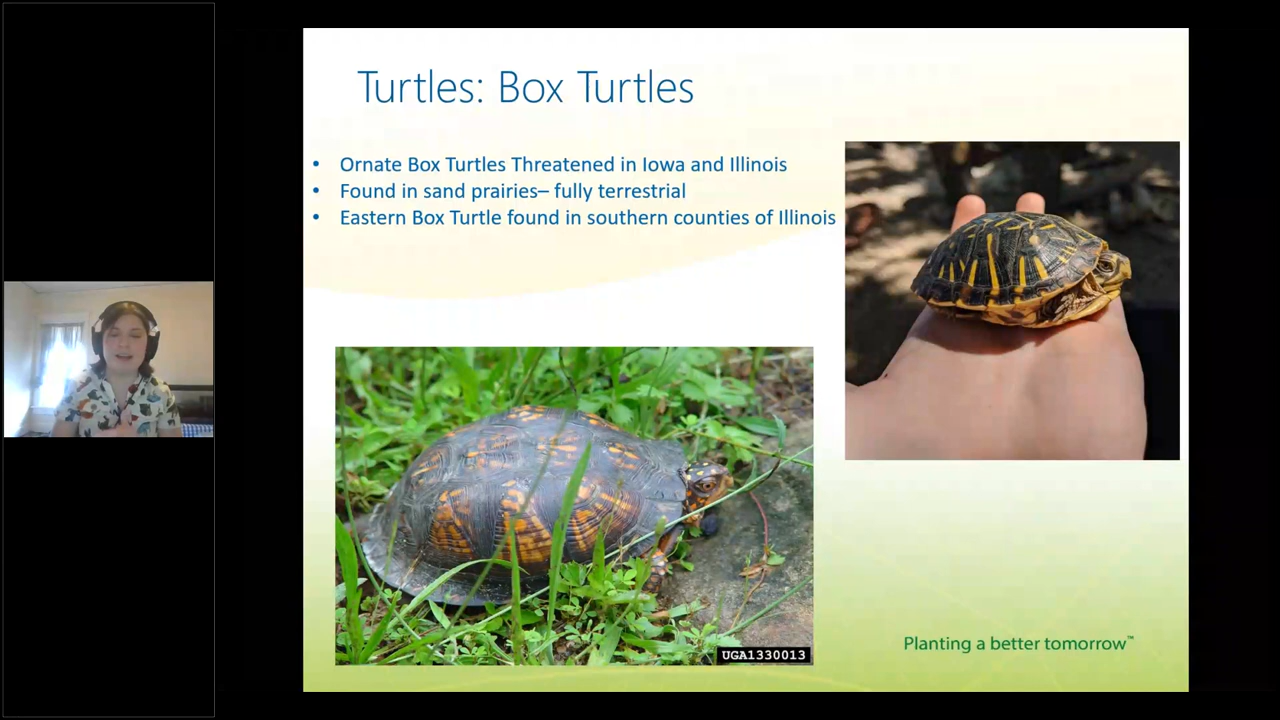 Turtles: Box Turtles
• Ornate Box Turtles Threatened in Iowa and Illinois
• Found in sand prairies– fully terrestrial
• Eastern Box Turtle found in southern counties of Illinois
UGA1330013
Planting a better tomorrow™